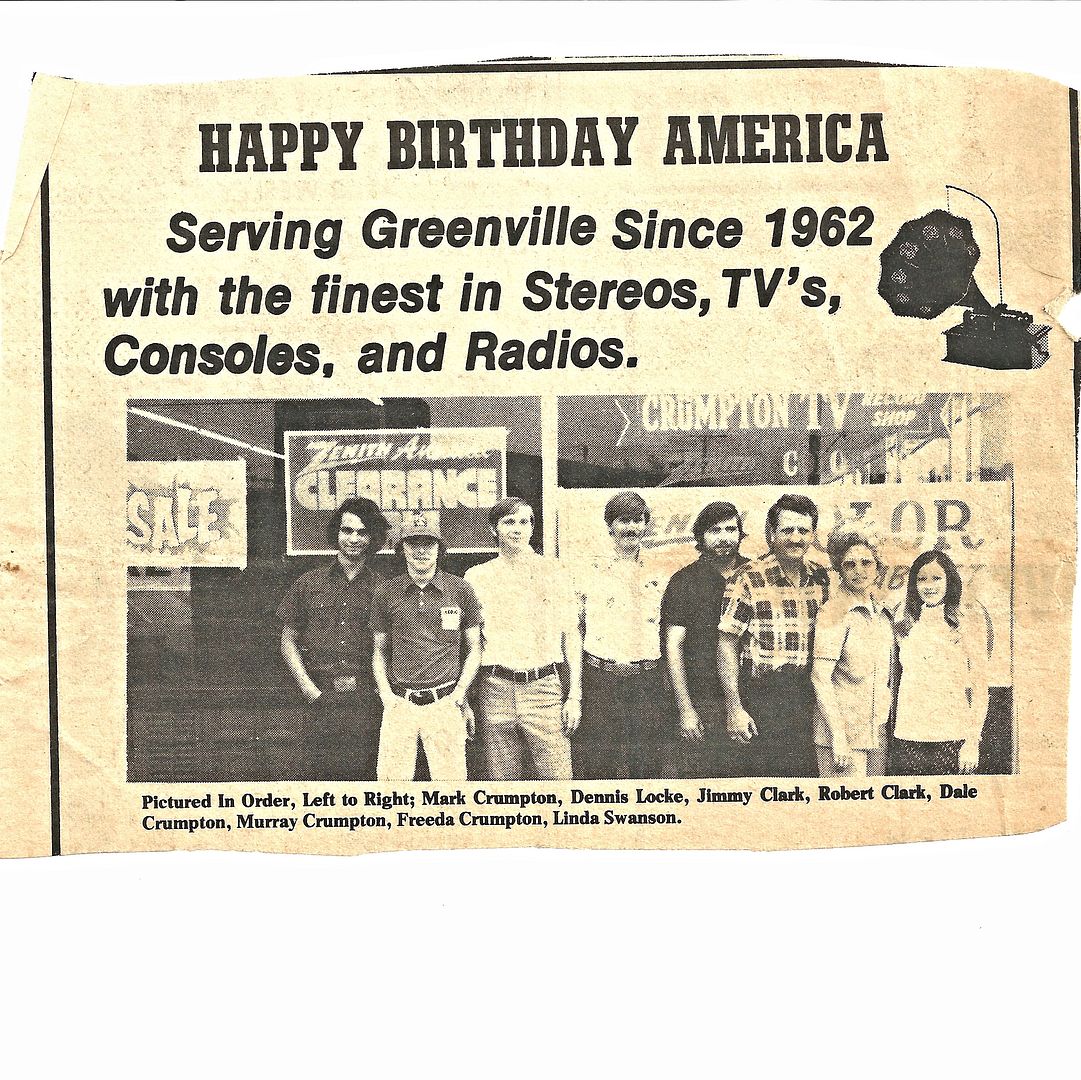 HAPPY BIRTHDAY AMERICA
Serving Greenville Since 1962
with the finest in Stereos, TV's,
Consoles, and Radios.
CRUMPTON TV
RECORD
SHOP
ZENITH
CLEARANCE
SALE
OR
Pictured In Order, Left to Right; Mark Crumpton, Dennis Locke, Jimmy Clark, Robert Clark, Dale
Crumpton, Murray Crumpton, Freeda Crumpton, Linda Swanson.